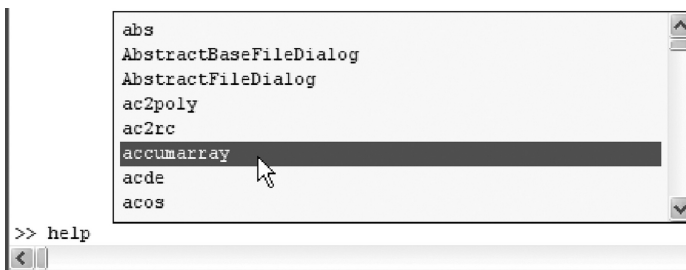 abs
AbstractBaseFileDialog
AbstractFileDialog
ac2poly
ac2rc
accumarray
acde
acos
>> help